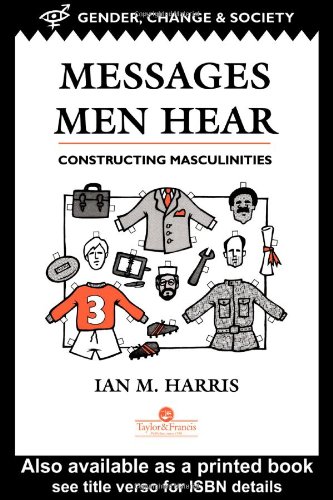 GENDER, CHANGE & SOCIETY
MESSAGES
MEN HEAR
CONSTRUCTING MASCULINITIES
3
IAN M. HARRIS
Taylor & Francis
Also available as a printed book
see title verso for ISBN details